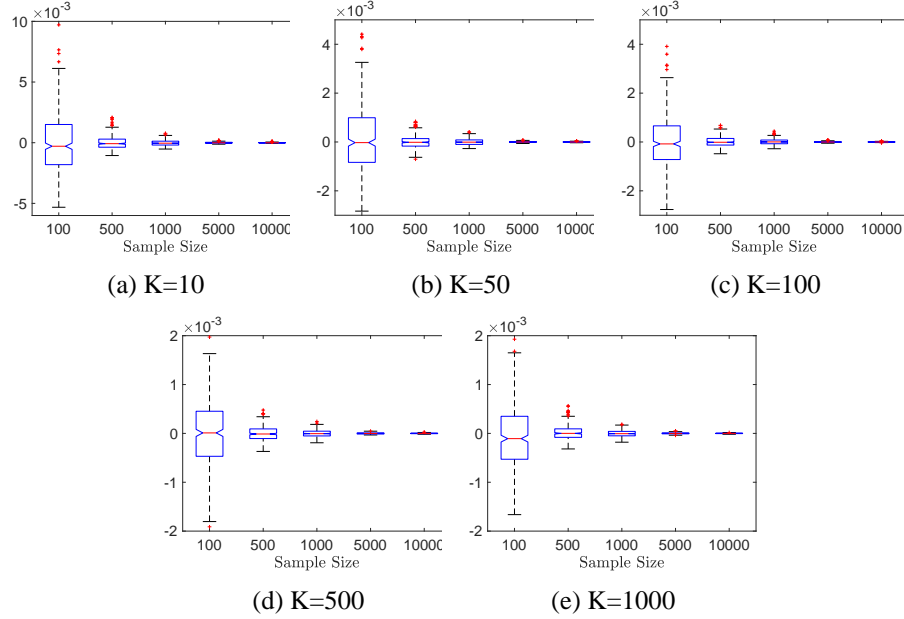 ×10⁻³ ×10⁻³ ×10⁻³
10 4 4
5 2 2
0 0 0
-5 -2 -2
100 500 1000 5000 10000 100 500 1000 5000 10000 100 500 1000 5000 10000
Sample Size Sample Size Sample Size
(a) K=10 (b) K=50 (c) K=100
×10⁻³ ×10⁻³
2 2
1 1
0 0
-1 -1
-2 -2
100 500 1000 5000 10000 100 500 1000 5000 10000
Sample Size Sample Size
(d) K=500 (e) K=1000